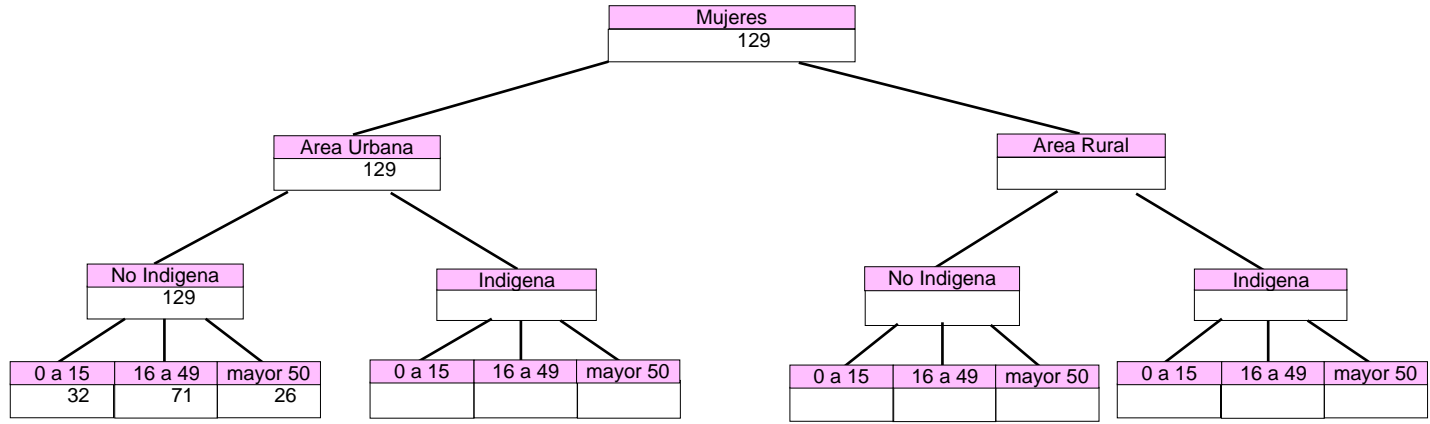 Mujeres
129
Area Urbana
129
Area Rural
No Indigena
129
Indigena
No Indigena
Indigena
0 a 15 16 a 49 mayor 50
32 71 26
0 a 15 16 a 49 mayor 50
0 a 15 16 a 49 mayor 50
0 a 15 16 a 49 mayor 50